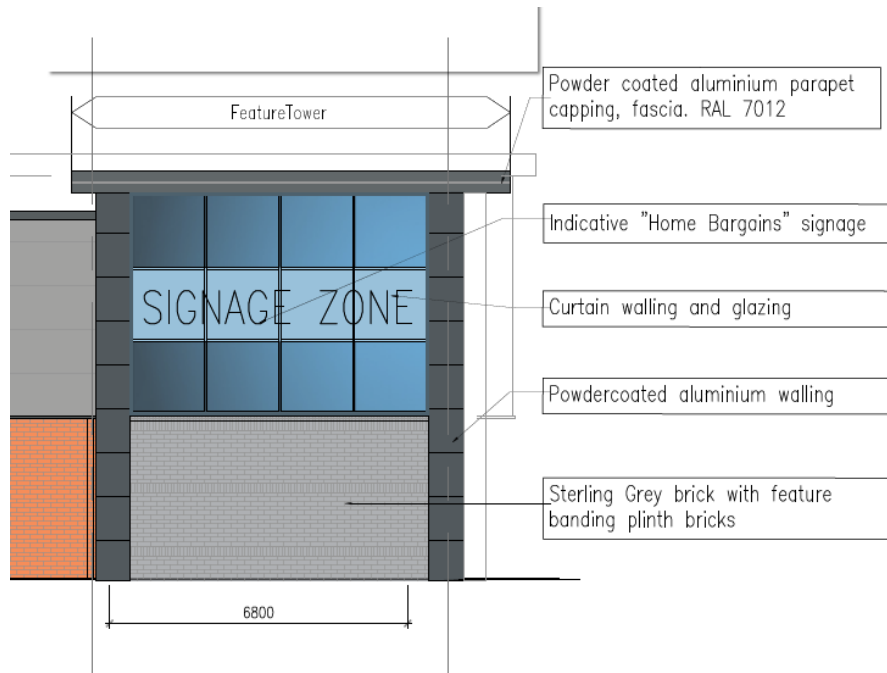 Powder coated aluminium parapet
capping, fascia. RAL 7012
FeatureTower
Indicative "Home Bargains" signage
SIGNAGE ZONE
Curtain walling and glazing
Powdercoated aluminium walling
Sterling Grey brick with feature
banding plinth bricks
6800